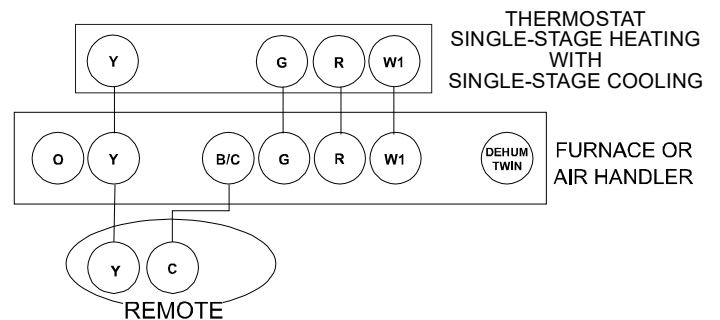 THERMOSTAT
SINGLE-STAGE HEATING
WITH
SINGLE-STAGE COOLING
Y G R W1
O Y B/C G R W1 DEHUM
TWIN
FURNACE OR
AIR HANDLER
Y C
REMOTE